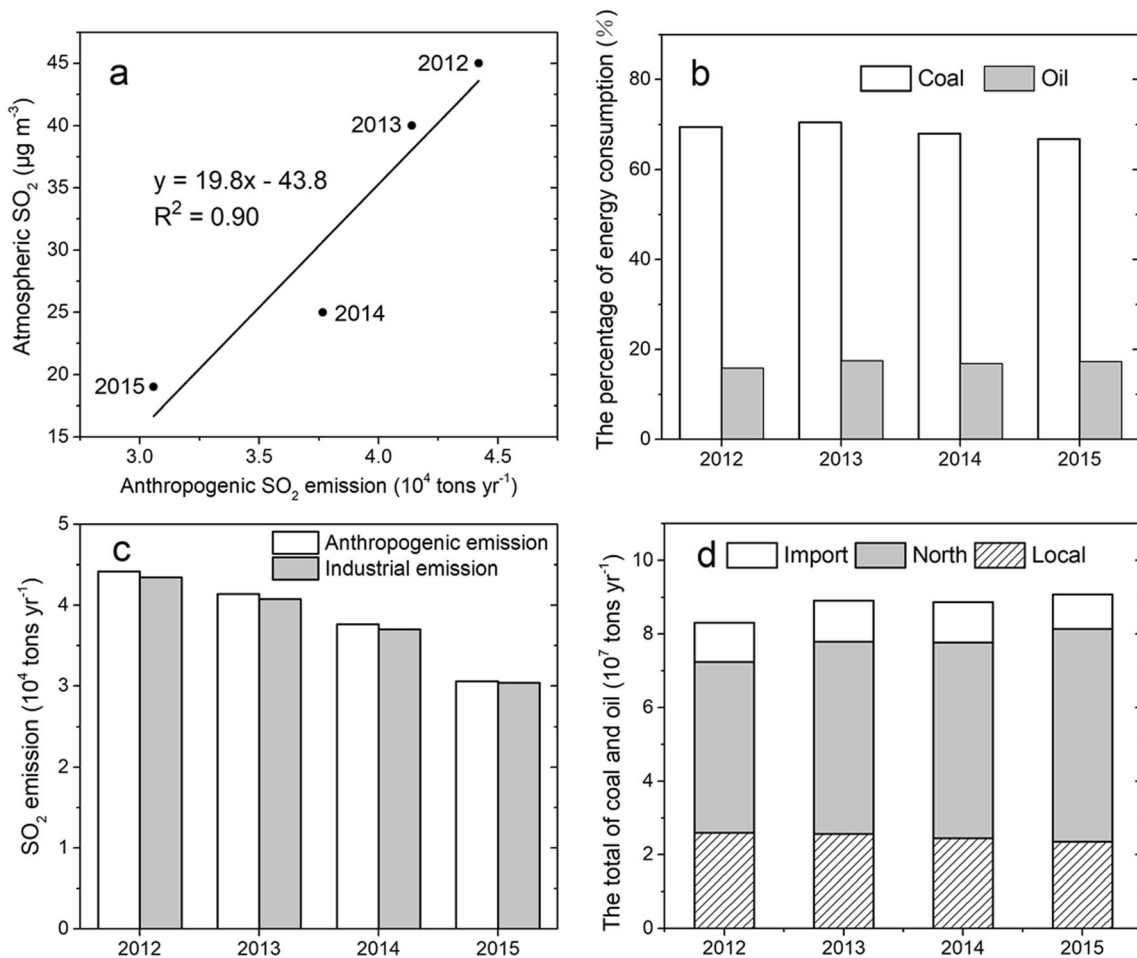 a
Atmospheric SO₂ (µg m⁻³)
45
40
35
30
25
20
15
2012
2013
y = 19.8x - 43.8
R² = 0.90
2014
2015
3.0 3.5 4.0 4.5
Anthropogenic SO₂ emission (10⁴ tons yr⁻¹)
b
Coal Oil
The percentage of energy consumption (%)
80
60
40
20
0
2012 2013 2014 2015
c
Anthropogenic emission
Industrial emission
SO₂ emission (10⁴ tons yr⁻¹)
5
4
3
2
1
0
2012 2013 2014 2015
d
Import North Local
The total of coal and oil (10⁷ tons yr⁻¹)
10
8
6
4
2
0
2012 2013 2014 2015